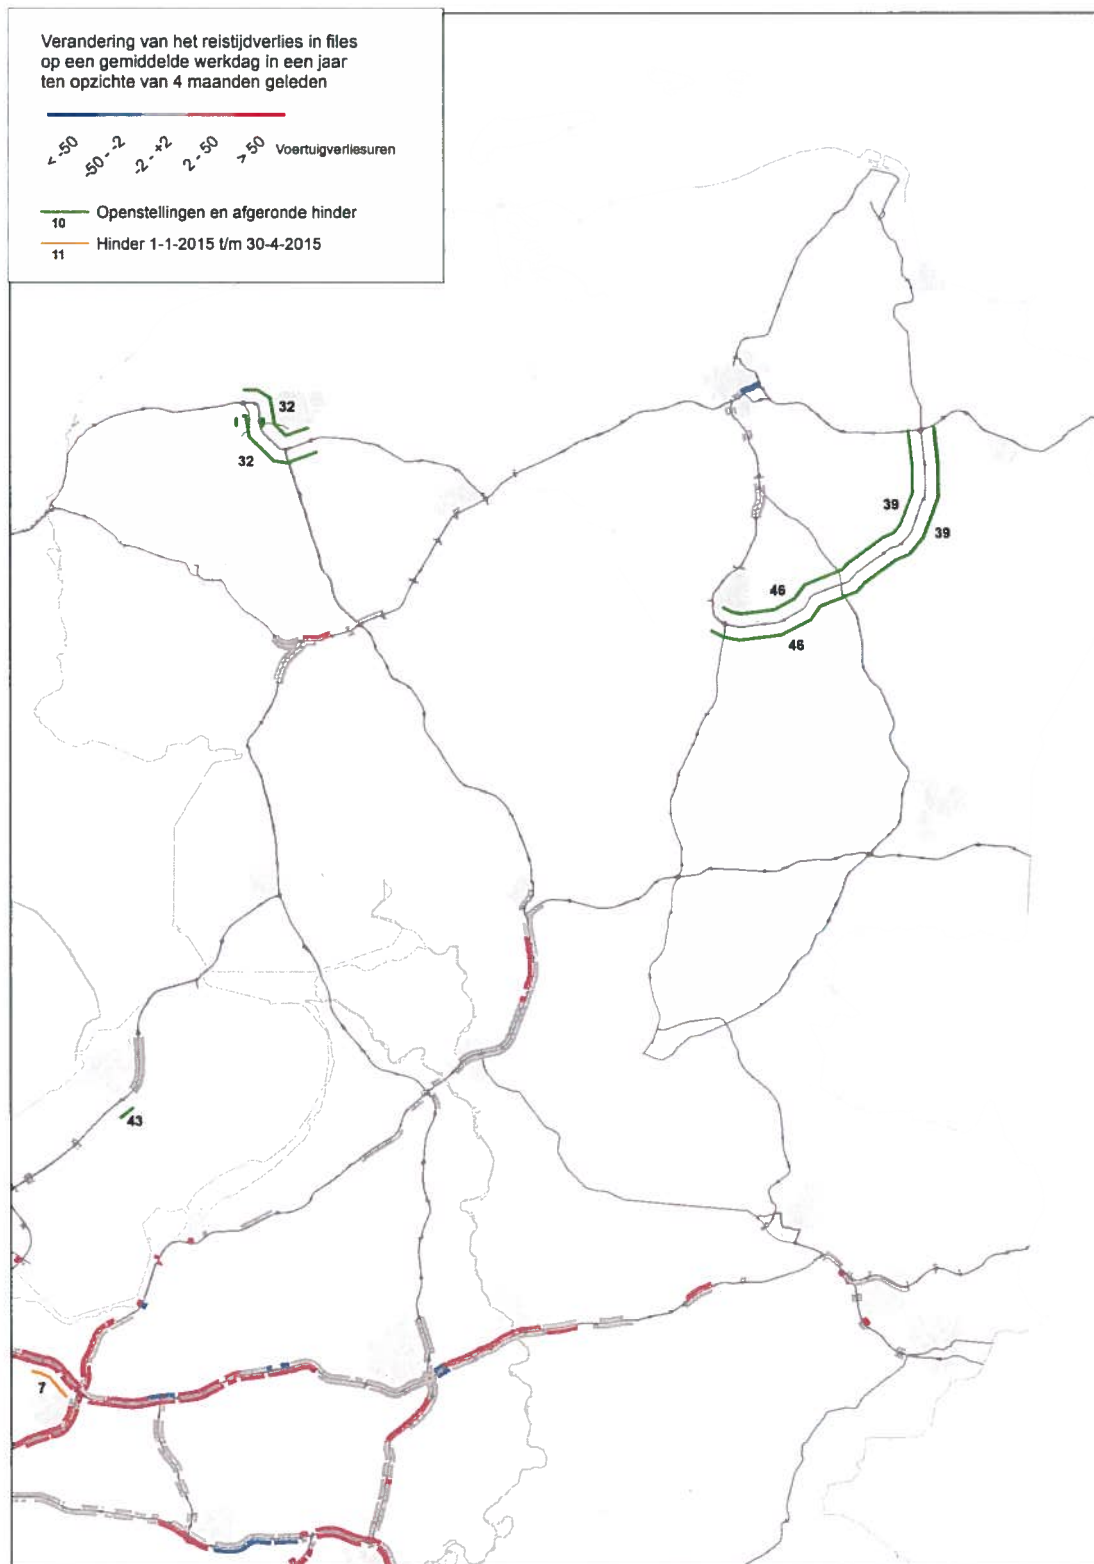 Verandering van het reistijdverlies in files
op een gemiddelde werkdag in een jaar
ten opzichte van 4 maanden geleden
< -50
-50 - -2
-2 - +2
2 - 50
> 50
Voertuigverliesuren
10 Openstellingen en afgeronde hinder
11 Hinder 1-1-2015 t/m 30-4-2015
32
32
39
39
46
46
43
7